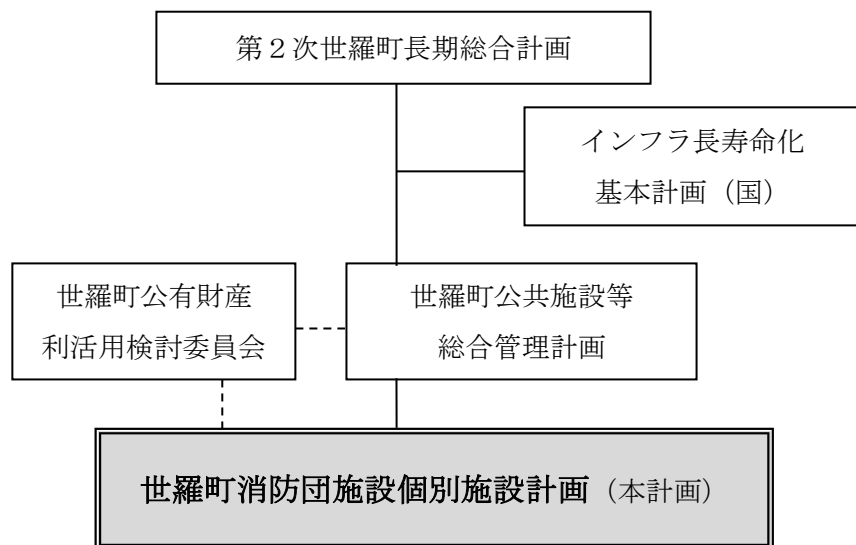 第２次世羅町長期総合計画
インフラ長寿命化
基本計画（国）
世羅町公有財産
利活用検討委員会
世羅町公共施設等
総合管理計画
世羅町消防団施設個別施設計画（本計画）